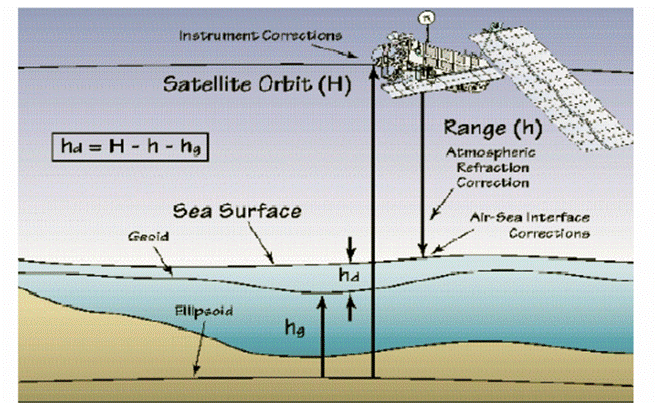 Instrument Corrections
Satellite Orbit (H)
hd = H - h - hg
Range (h)
Atmospheric
Refraction
Correction
Sea Surface
Air-Sea Interface
Corrections
Geoid
hd
Ellipsoid
hg